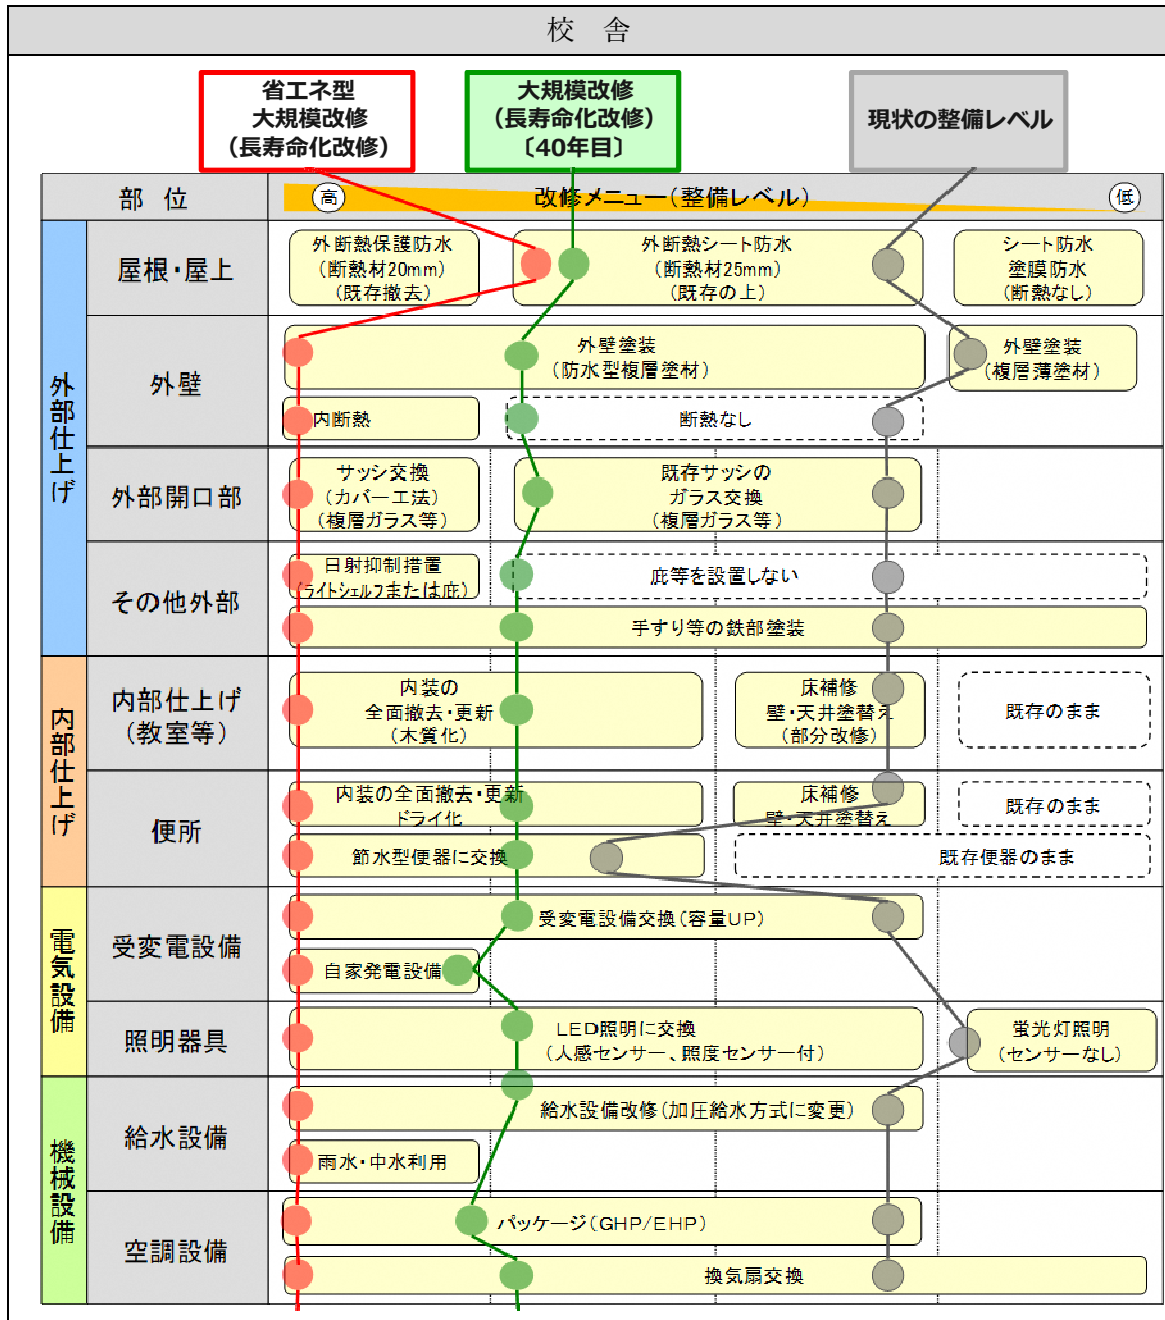 校 舎
省エネ型
大規模改修
（長寿命化改修）
大規模改修
（長寿命化改修）
〔40年目〕
現状の整備レベル
部 位
高
改修メニュー（整備レベル）
低
外部仕上げ
屋根・屋上
外断熱保護防水
（断熱材20mm）
（既存撤去）
外断熱シート防水
（断熱材25mm）
（既存の上）
シート防水
塗膜防水
（断熱なし）
外壁
外壁塗装
（防水型複層塗材）
外壁塗装
（複層薄塗材）
内断熱
断熱なし
外部開口部
サッシ交換
（カバー工法）
（複層ガラス等）
既存サッシの
ガラス交換
（複層ガラス等）
その他外部
日射抑制措置
（ライトシェルフまたは庇）
庇等を設置しない
手すり等の鉄部塗装
内部仕上げ
内部仕上げ
（教室等）
内装の
全面撤去・更新
（木質化）
床補修
壁・天井塗替え
（部分改修）
既存のまま
便所
内装の全面撤去・更新
ドライ化
床補修
壁・天井塗替え
既存のまま
節水型便器に交換
既存便器のまま
電気設備
受変電設備
受変電設備交換（容量UP）
自家発電設備
照明器具
LED照明に交換
（人感センサー、照度センサー付）
蛍光灯照明
（センサーなし）
機械設備
給水設備
給水設備改修（加圧給水方式に変更）
雨水・中水利用
空調設備
パッケージ（GHP/EHP）
換気扇交換